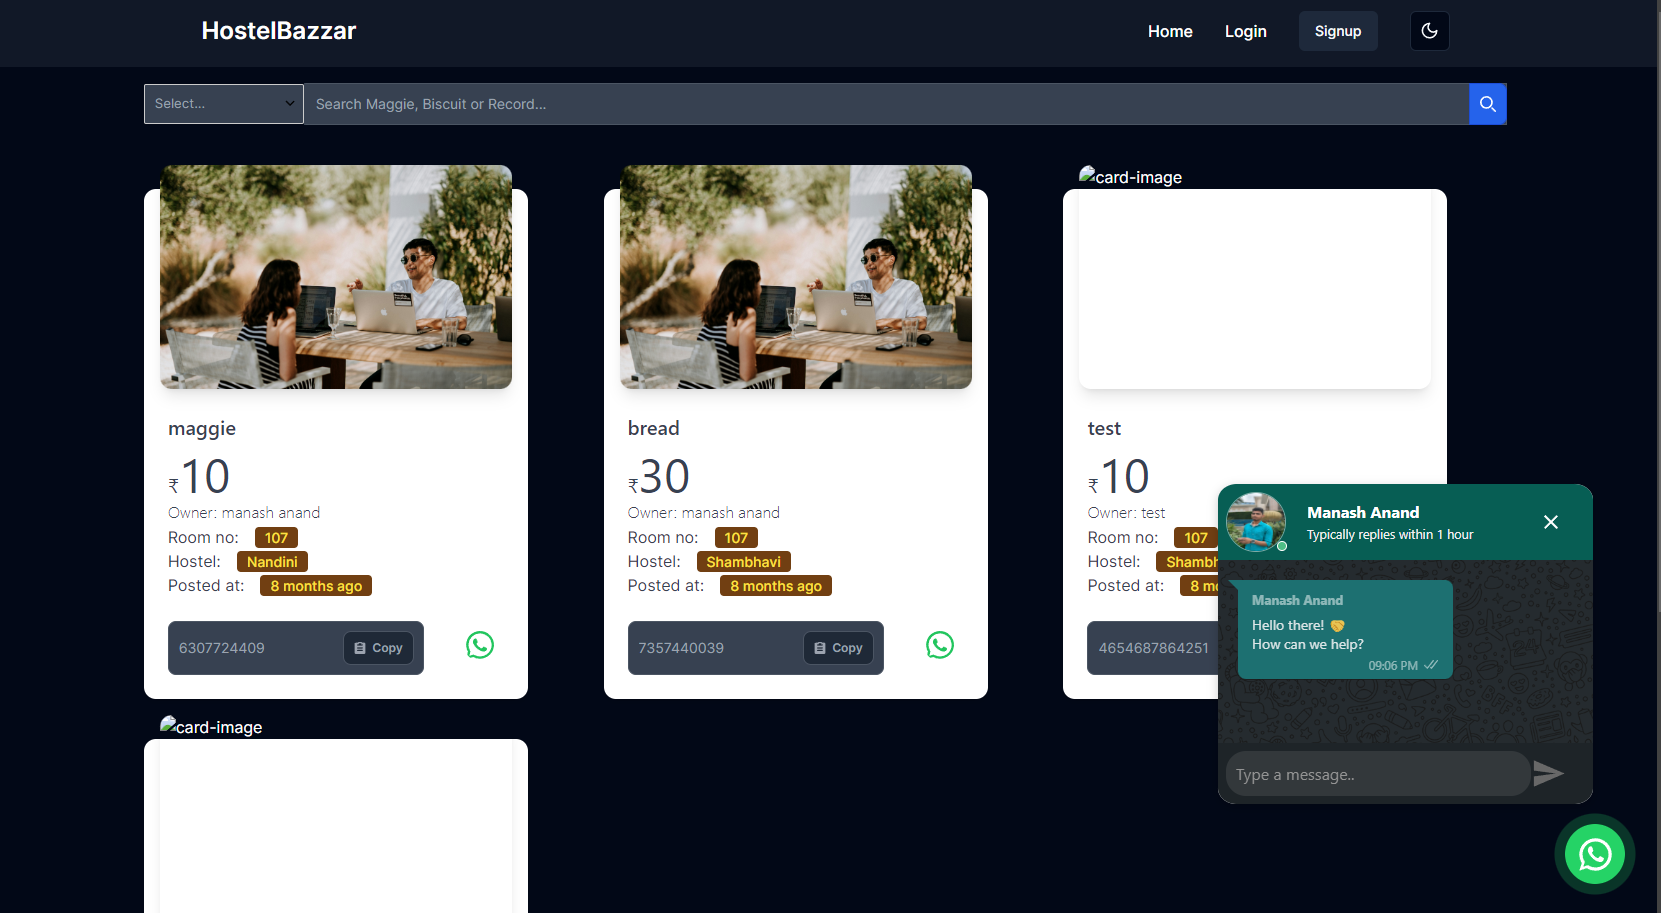 HostelBazzar
Home
Login
Signup
Select...
Search Maggie, Biscuit or Record...
card-image
maggie
₹10
Owner: manash anand
Room no: 107
Hostel: Nandini
Posted at: 8 months ago
6307724409
Copy
bread
₹30
Owner: manash anand
Room no: 107
Hostel: Shambhavi
Posted at: 8 months ago
7357440039
Copy
test
₹10
Owner: test
Room no: 107
Hostel: Shambh
Posted at: 8 m
4654687864251
Manash Anand
Typically replies within 1 hour
Manash Anand
Hello there! 🤝
How can we help?
09:06 PM
Type a message..
card-image